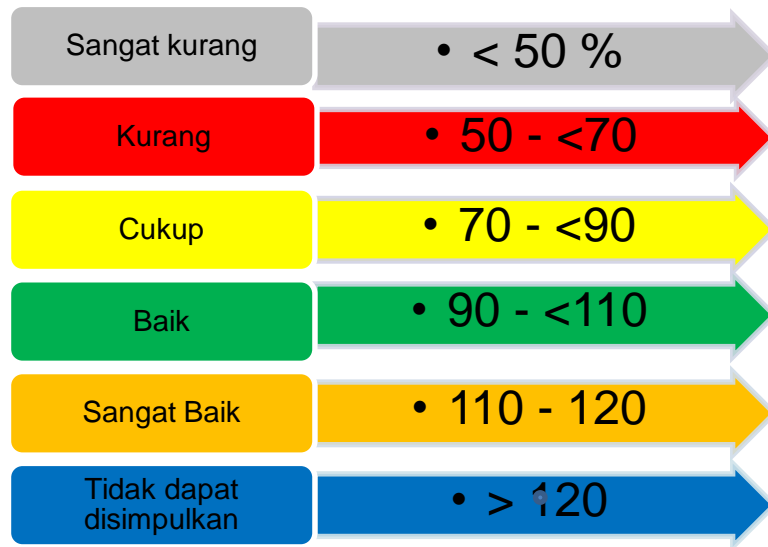 Sangat kurang
• < 50 %
Kurang
• 50 - <70
Cukup
• 70 - <90
Baik
• 90 - <110
Sangat Baik
• 110 - 120
Tidak dapat
disimpulkan
• > 120